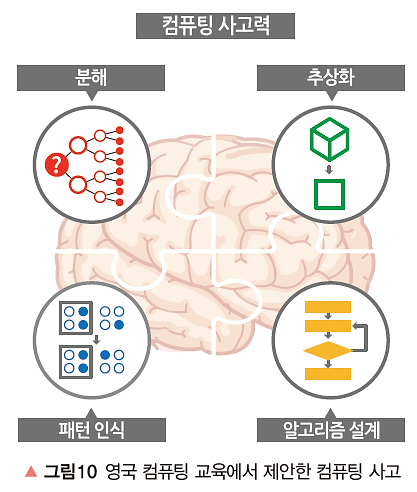 컴퓨팅 사고력
분해
추상화
?
패턴 인식
알고리즘 설계
▲ 그림10 영국 컴퓨팅 교육에서 제안한 컴퓨팅 사고